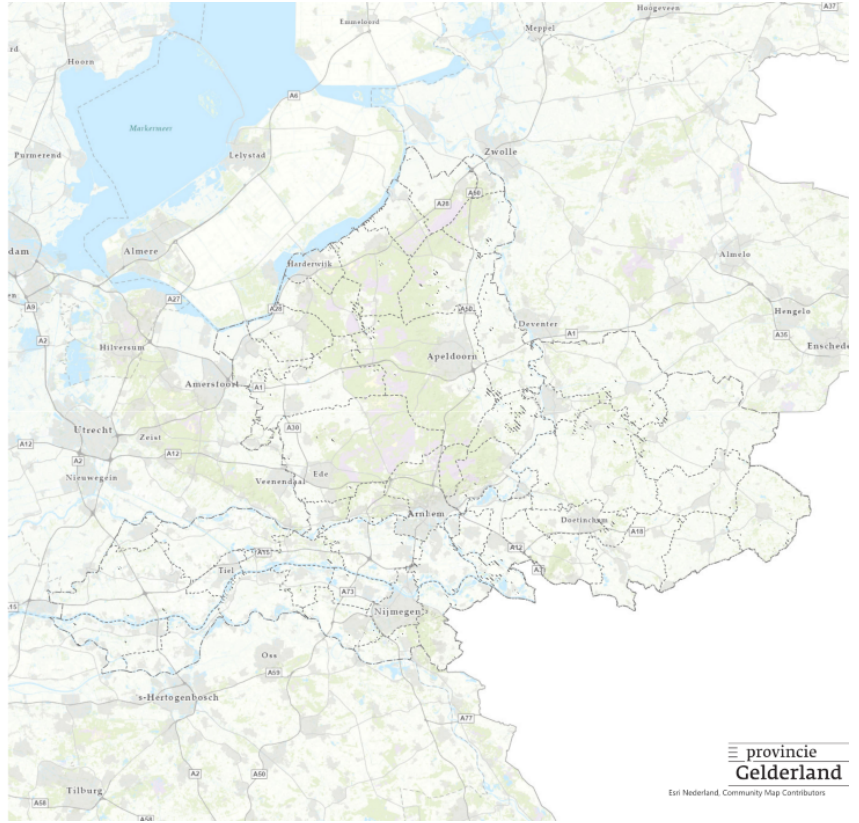 A37
Hoogeveen
Emmeloord
Meppel
Hoorn
A6
Markermeer
Purmerend
Lelystad
Zwolle
A50
A28
Almere
dam
Harderwijk
Almelo
A27
A28
A50
A9
Hengelo
Deventer
A1
A2
A35
Hilversum
Enschede
Apeldoorn
Amersfoort
A1
Utrecht
A30
A12
Zeist
A2
A12
Ede
Nieuwegein
Veenendaal
Arnhem
Doetinchem
A18
A15
A12
Tiel
A73
A15
Nijmegen
Oss
A59
's-Hertogenbosch
A77
A2
A50
Tilburg
A58
A58
provincie
Gelderland
Esri Nederland, Community Map Contributors